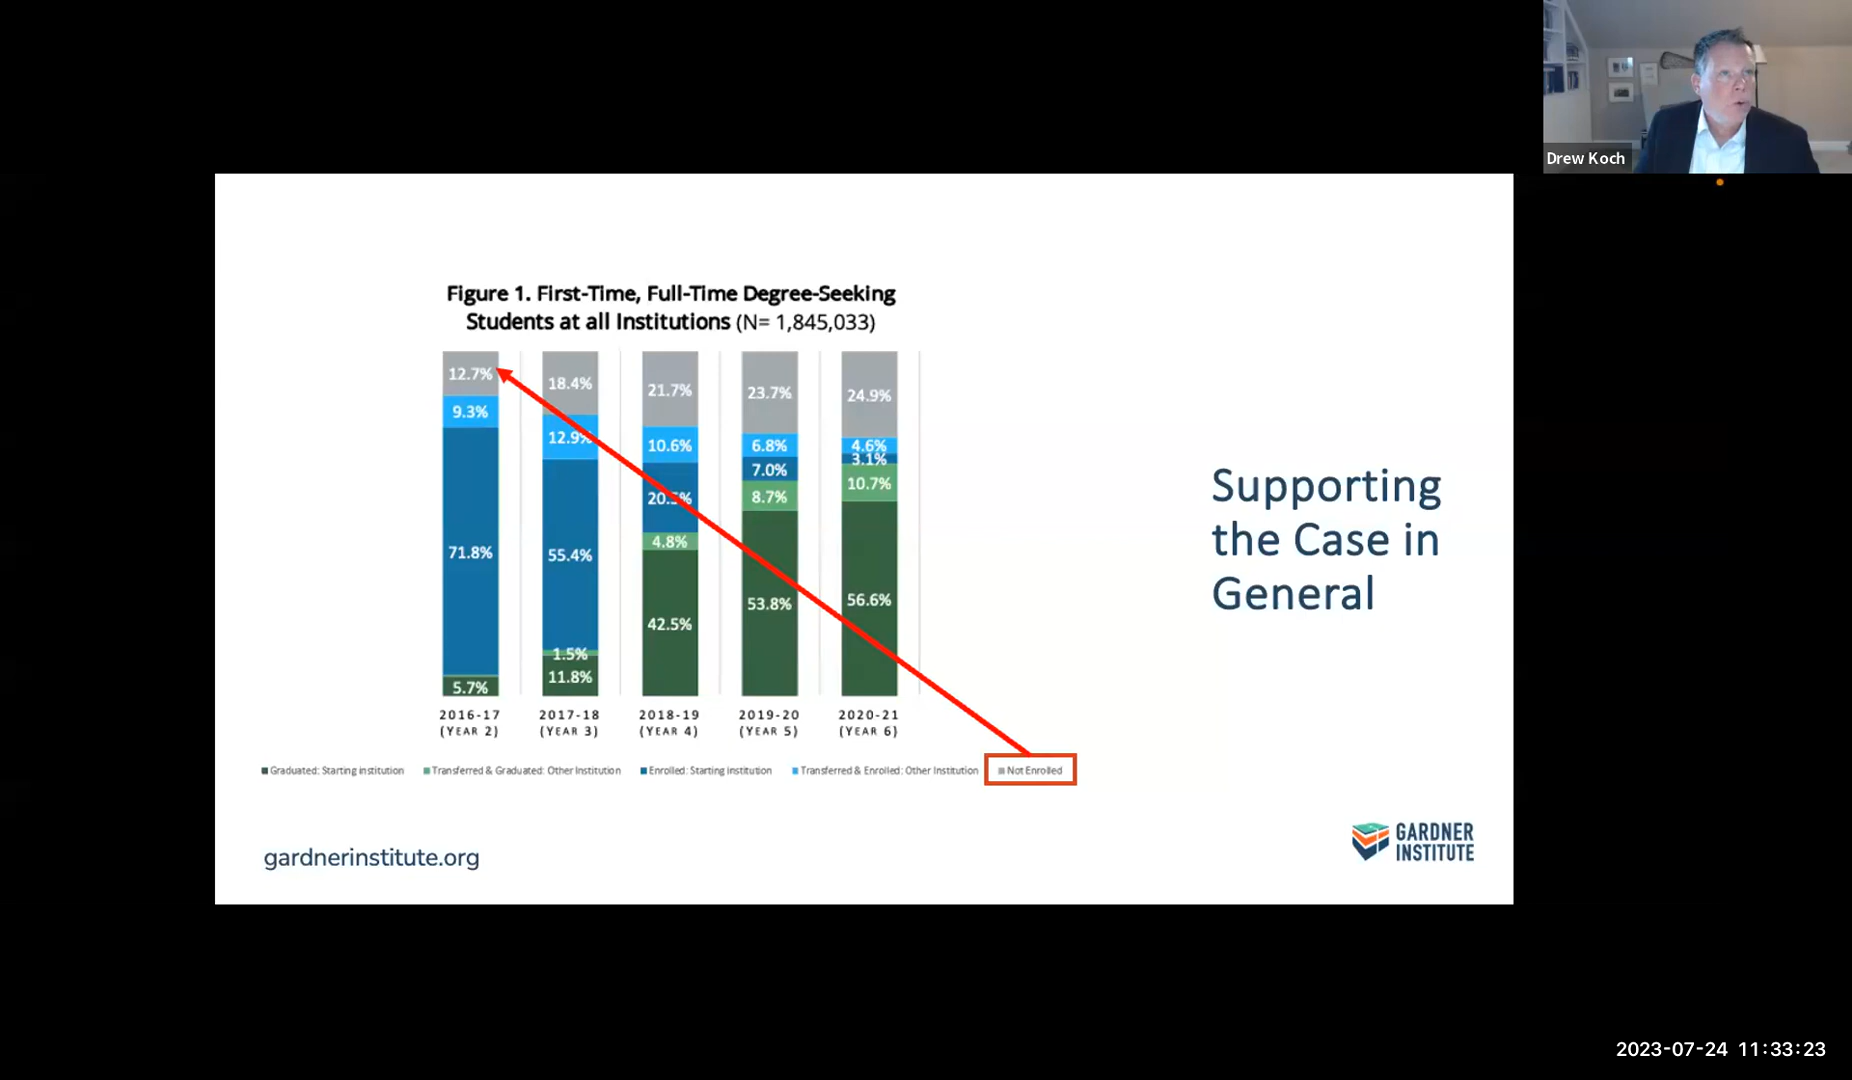 Drew Koch
Figure 1. First-Time, Full-Time Degree-Seeking
Students at all Institutions (N= 1,845,033)
12.7% 18.4% 21.7% 23.7% 24.9%
9.3% 12.9% 10.6% 6.8% 4.6%
71.8% 55.4% 7.0% 3.1%
1.5% 4.8% 8.7% 10.7%
5.7% 11.8% 42.5% 53.8% 56.6%
2016-17 2017-18 2018-19 2019-20 2020-21
(YEAR 2) (YEAR 3) (YEAR 4) (YEAR 5) (YEAR 6)
Graduated: Starting institution Transferred & Graduated: Other Institution Enrolled: Starting institution Transferred & Enrolled: Other Institution Not Enrolled
Supporting
the Case in
General
gardnerinstitute.org
GARDNER
INSTITUTE
2023-07-24 11:33:23